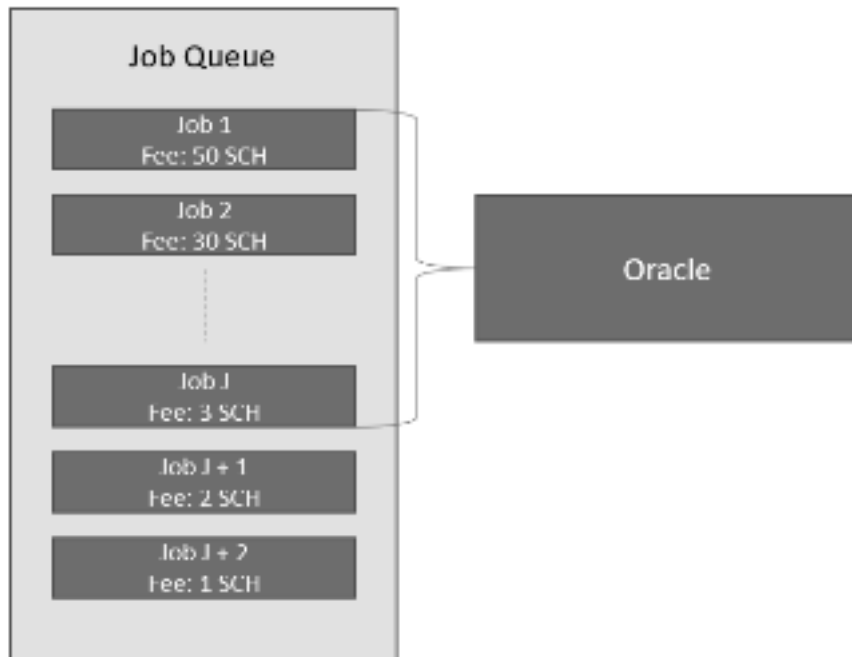 Job Queue
Job 1
Fee: 50 SCH
Job 2
Fee: 30 SCH
Job J
Fee: 3 SCH
Job J + 1
Fee: 2 SCH
Job J + 2
Fee: 1 SCH
Oracle